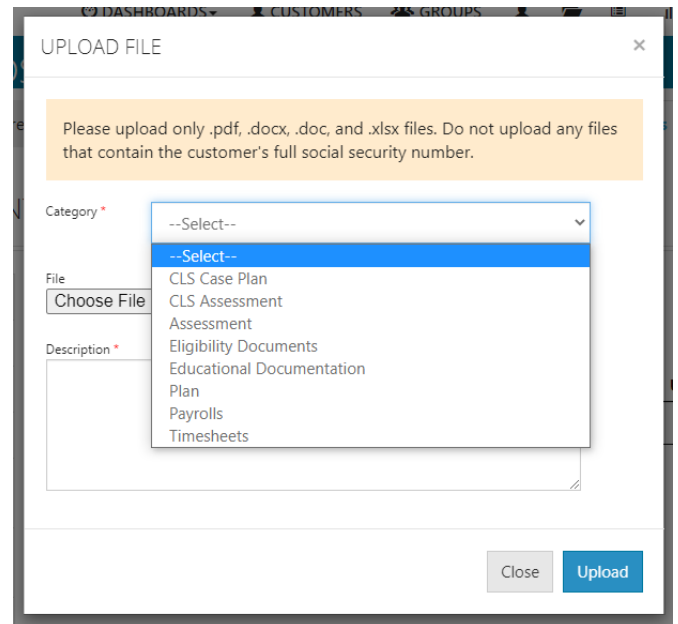 DASHBOARDS CUSTOMERS GROUPS
UPLOAD FILE ×
Please upload only .pdf, .docx, .doc, and .xlsx files. Do not upload any files
that contain the customer's full social security number.
Category *
--Select--
--Select--
CLS Case Plan
CLS Assessment
Assessment
Eligibility Documents
Educational Documentation
Plan
Payrolls
Timesheets
File
Choose File
Description *
Close Upload